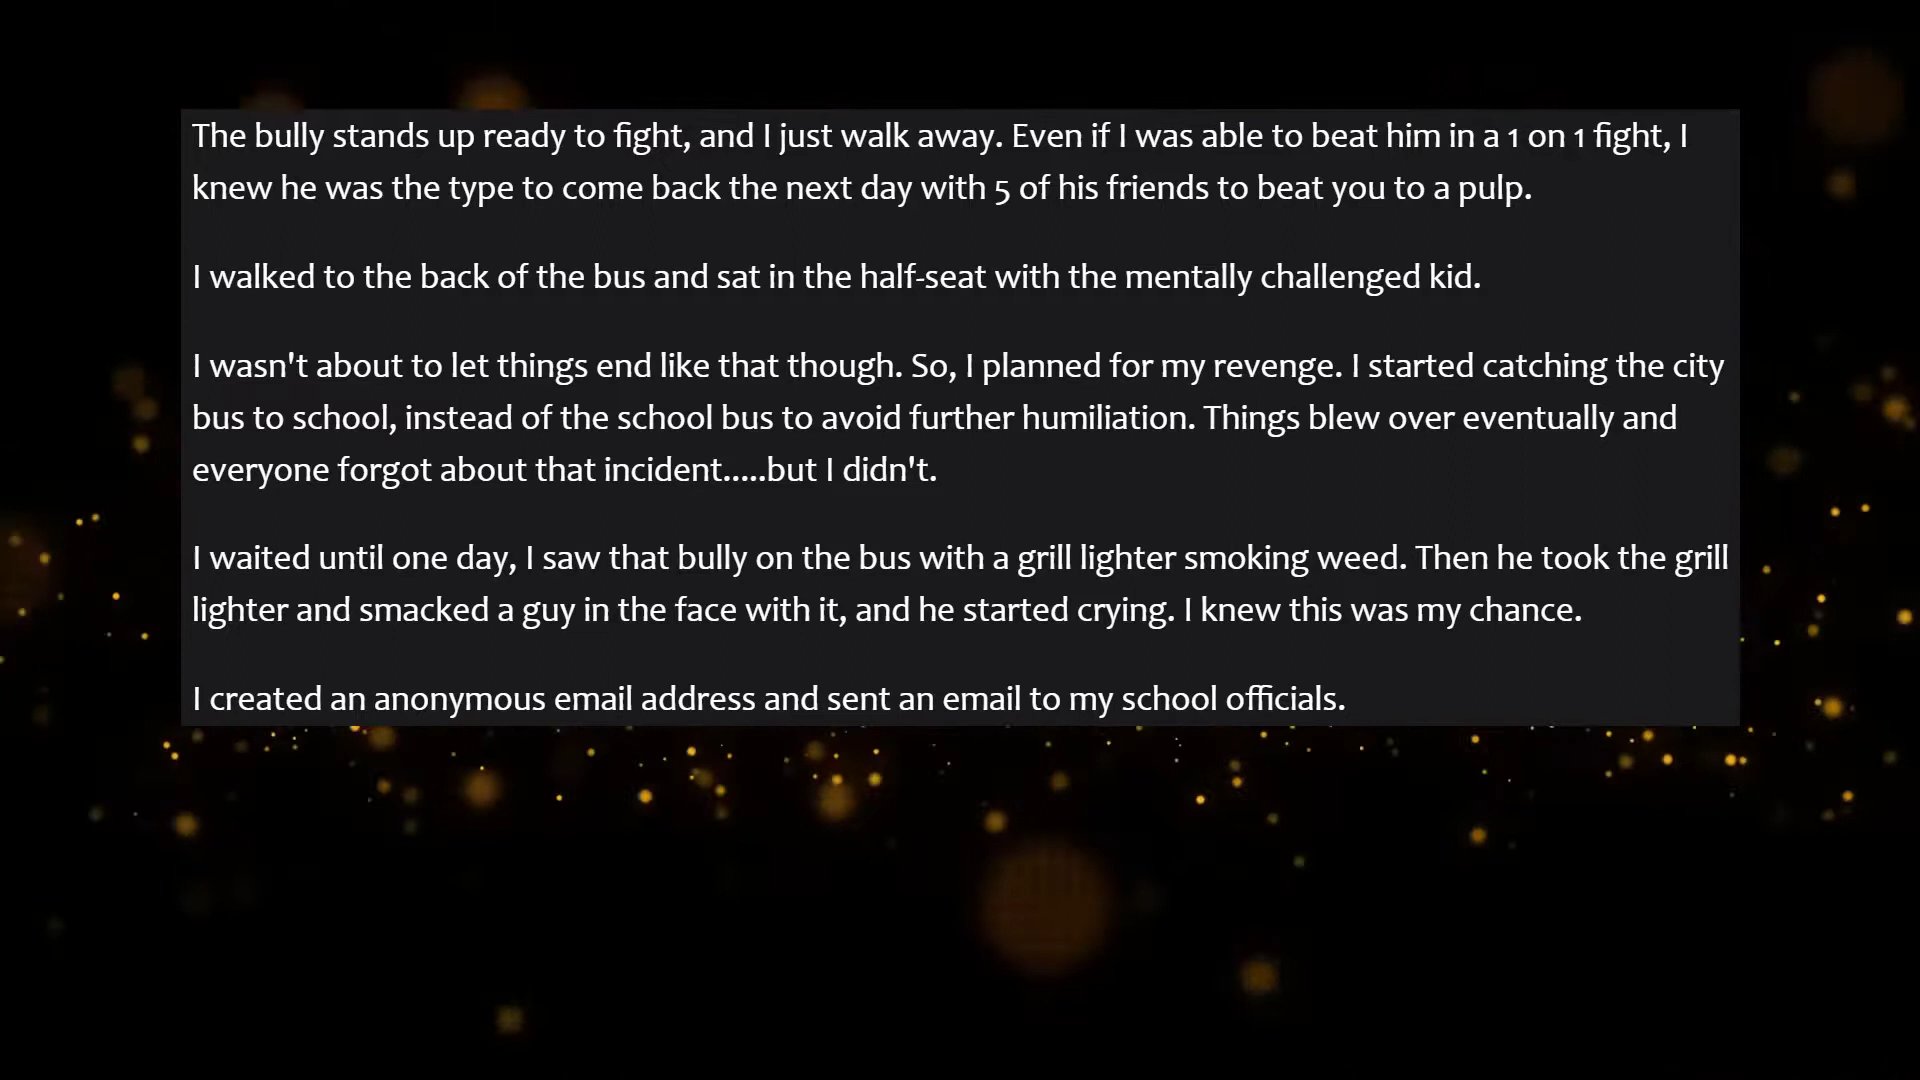 The bully stands up ready to fight, and I just walk away. Even if I was able to beat him in a 1 on 1 fight, I
knew he was the type to come back the next day with 5 of his friends to beat you to a pulp.
I walked to the back of the bus and sat in the half-seat with the mentally challenged kid.
I wasn't about to let things end like that though. So, I planned for my revenge. I started catching the city
bus to school, instead of the school bus to avoid further humiliation. Things blew over eventually and
everyone forgot about that incident.....but I didn't.
I waited until one day, I saw that bully on the bus with a grill lighter smoking weed. Then he took the grill
lighter and smacked a guy in the face with it, and he started crying. I knew this was my chance.
I created an anonymous email address and sent an email to my school officials.